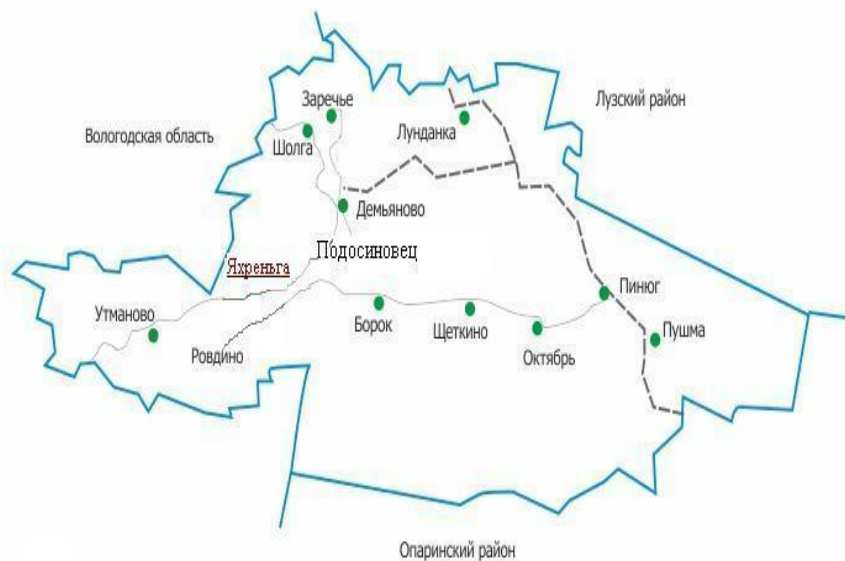 Заречье
Лузский район
Лунданка
Вологодская область
Шолга
Демьяново
Подосиновец
Яхреньга
Пинюг
Утманово
Борок
Щеткино
Октябрь
Пушма
Ровдино
Опаринский район